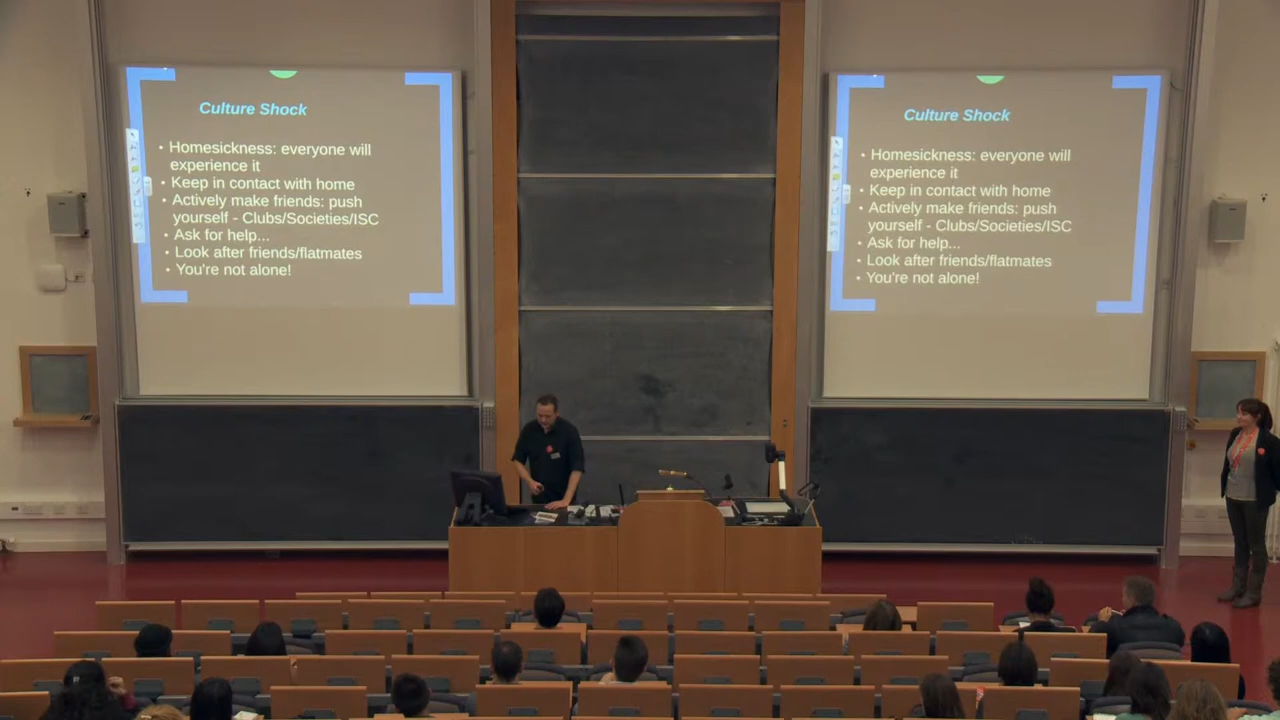 Culture Shock
• Homesickness: everyone will
experience it
• Keep in contact with home
• Actively make friends: push
yourself - Clubs/Societies/ISC
• Ask for help...
• Look after friends/flatmates
• You're not alone!
Culture Shock
• Homesickness: everyone will
experience it
• Keep in contact with home
• Actively make friends: push
yourself - Clubs/Societies/ISC
• Ask for help...
• Look after friends/flatmates
• You're not alone!